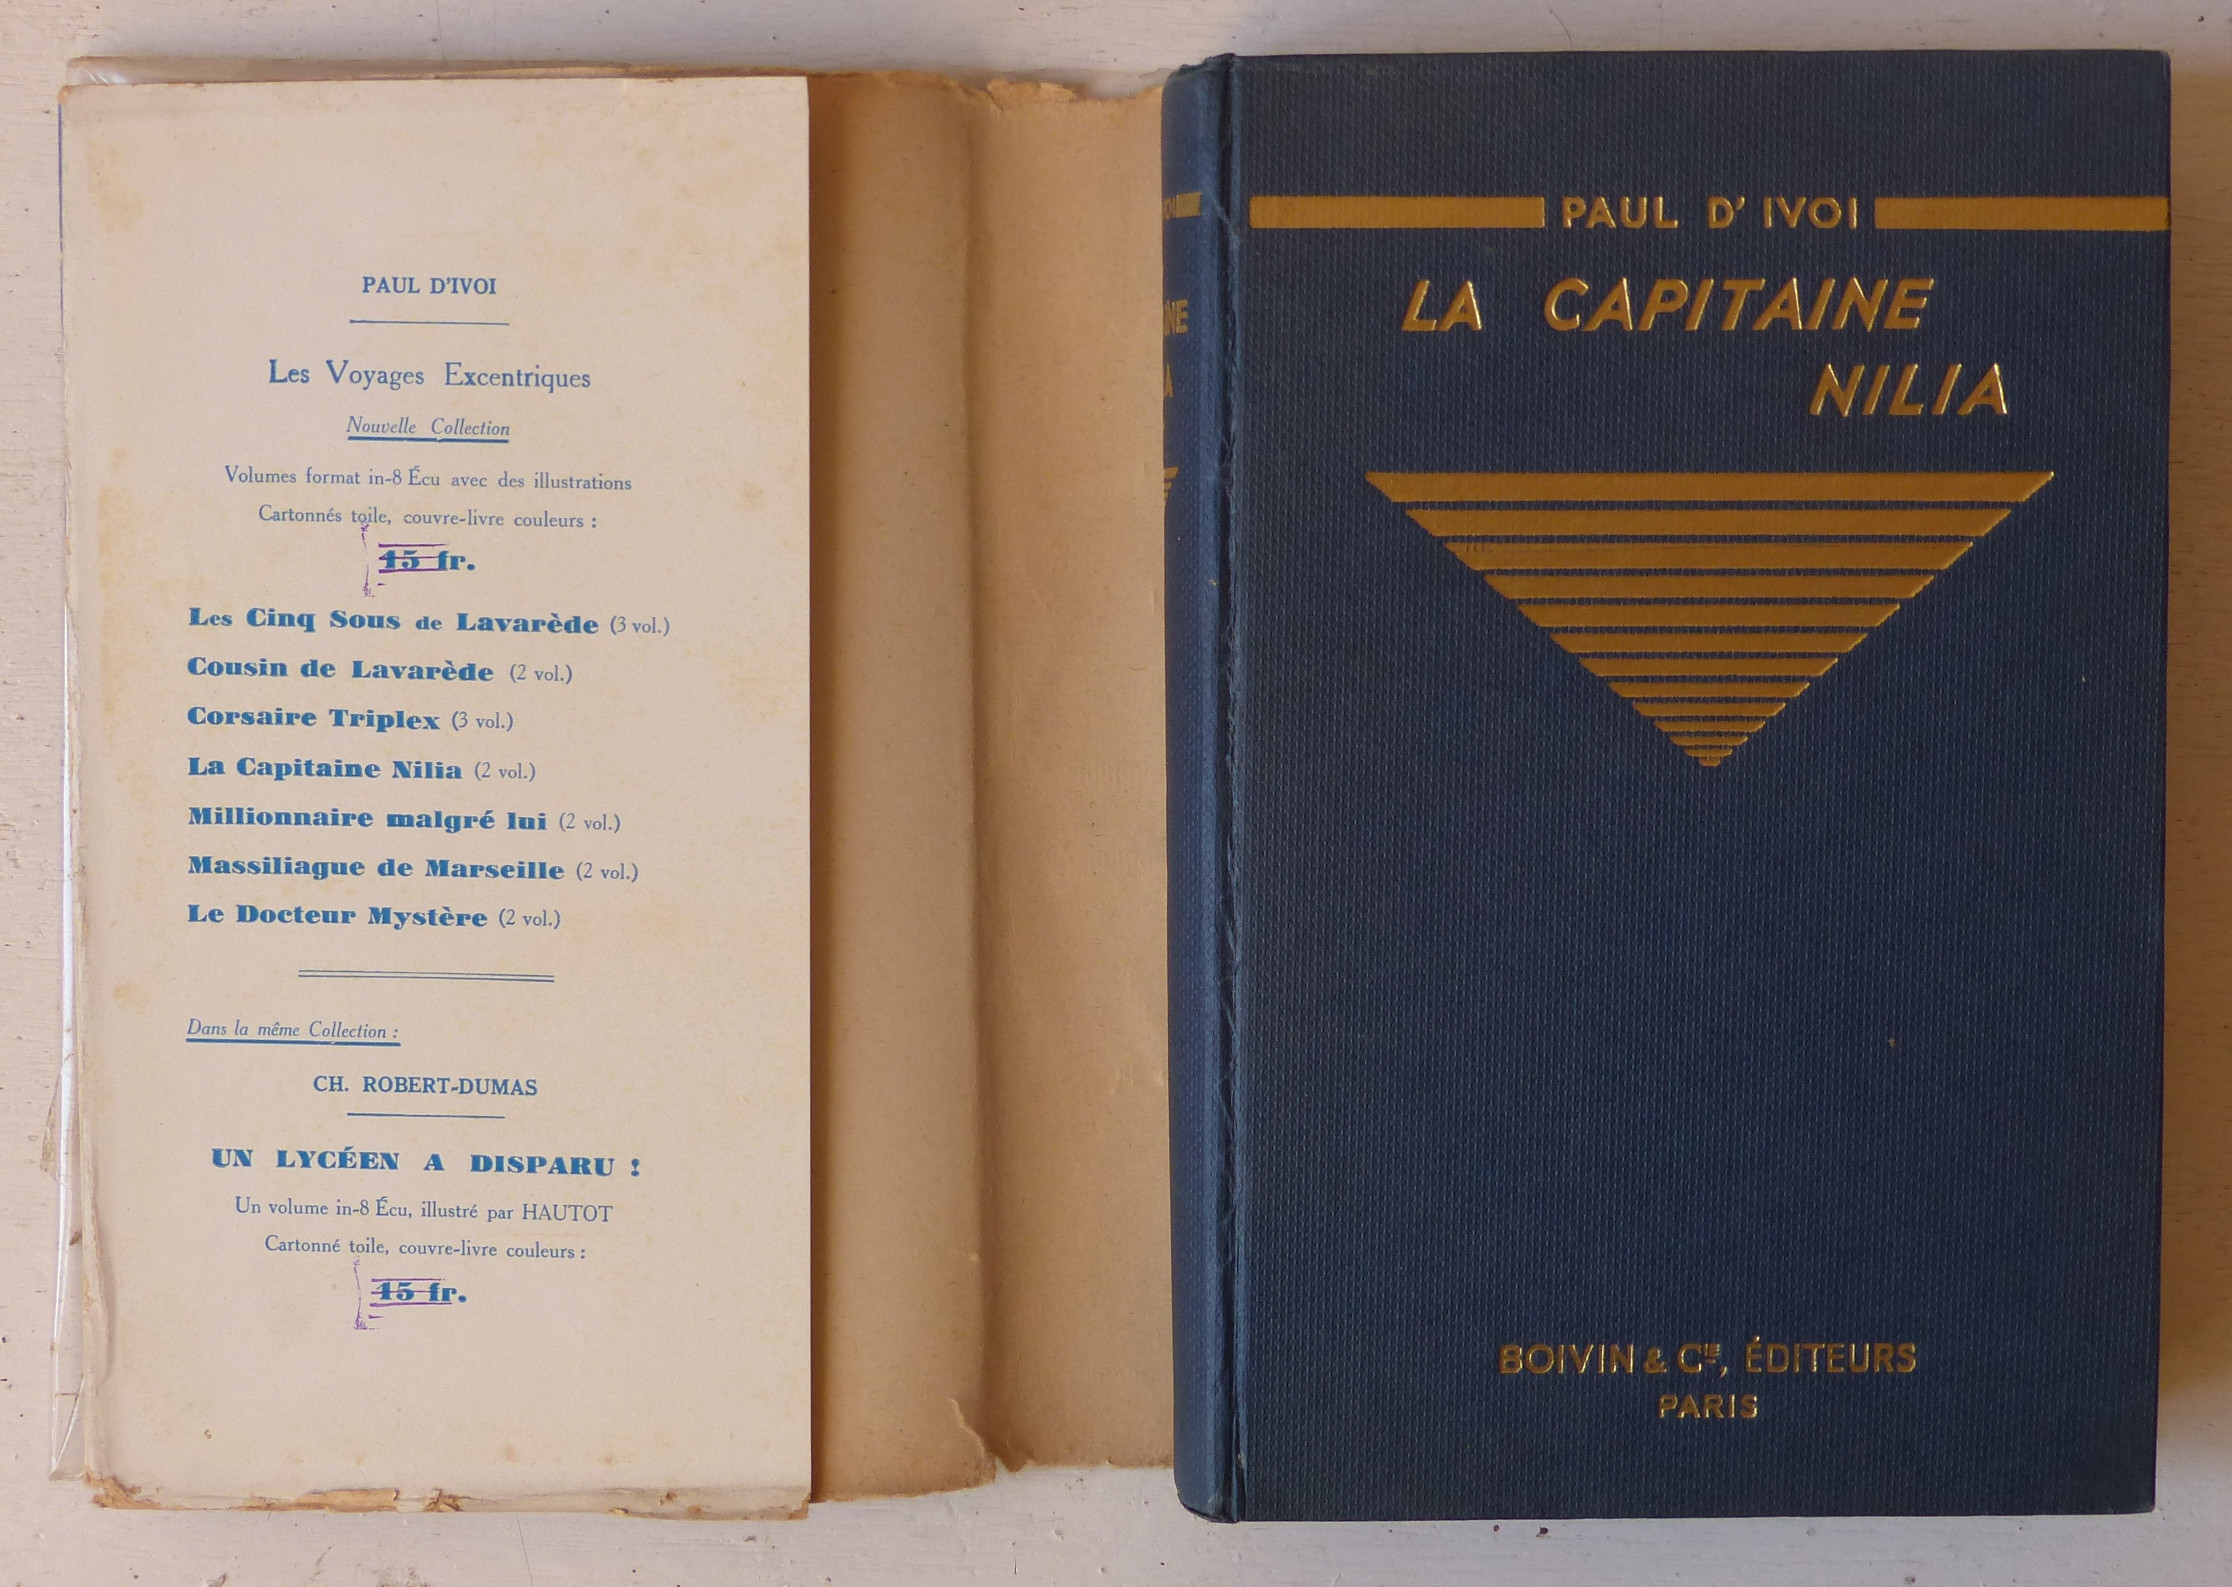 PAUL D'IVOI
Les Voyages Excentriques
Nouvelle Collection
Volumes format in-8 Écu avec des illustrations
Cartonnés toile, couvre-livre couleurs :
15 fr.
Les Cinq Sous de Lavarède (3 vol.)
Cousin de Lavarède (2 vol.)
Corsaire Triplex (3 vol.)
La Capitaine Nilia (2 vol.)
Millionnaire malgré lui (2 vol.)
Massiliague de Marseille (2 vol.)
Le Docteur Mystère (2 vol.)
Dans la même Collection :
CH. ROBERT-DUMAS
UN LYCÉEN A DISPARU !
Un volume in-8 Écu, illustré par HAUTOT
Cartonné toile, couvre-livre couleurs :
15 fr.
PAUL D'IVOI
LA CAPITAINE
NILIA
BOIVIN & CIE, ÉDITEURS
PARIS